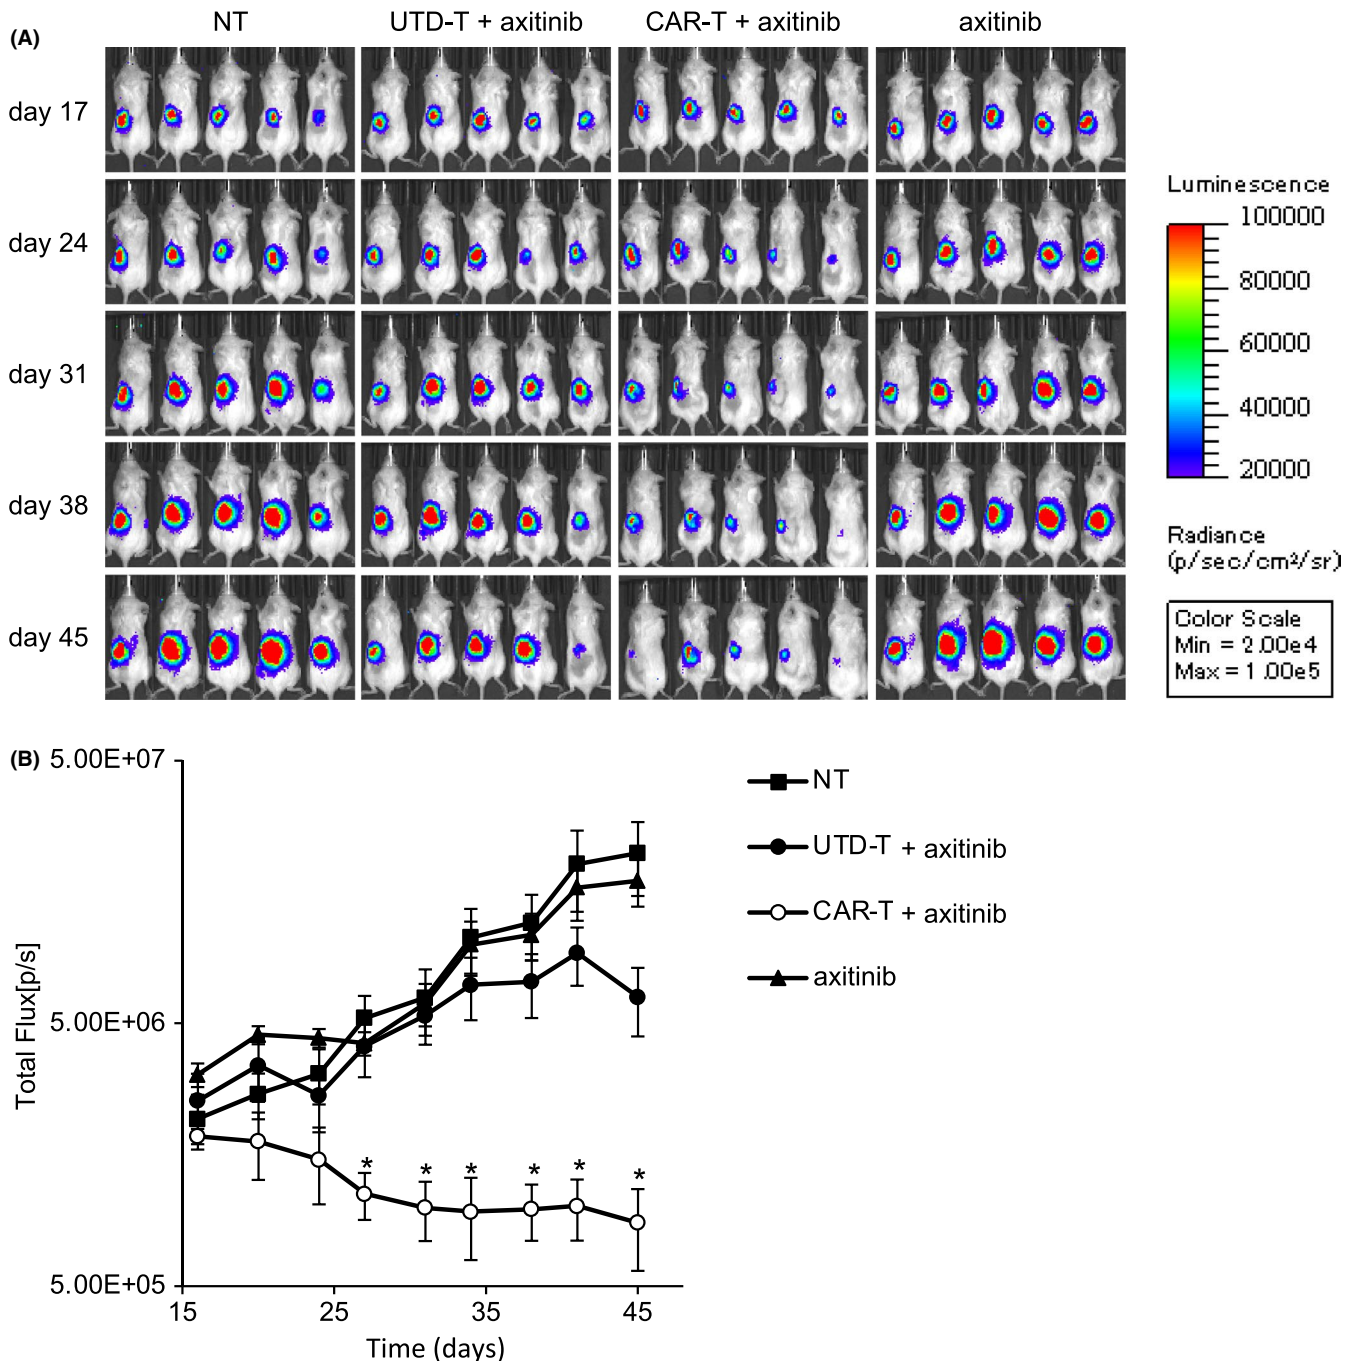 (A)
NT UTD-T + axitinib CAR-T + axitinib axitinib
day 17
day 24
day 31
day 38
day 45
Luminescence
100000
80000
60000
40000
20000
Radiance
(p/sec/cm²/sr)
Color Scale
Min = 2.00e4
Max = 1.00e5
(B)
5.00E+07
5.00E+06
5.00E+05
Total Flux[p/s]
* * * * * *
15 25 35 45
Time (days)
NT
UTD-T + axitinib
CAR-T + axitinib
axitinib